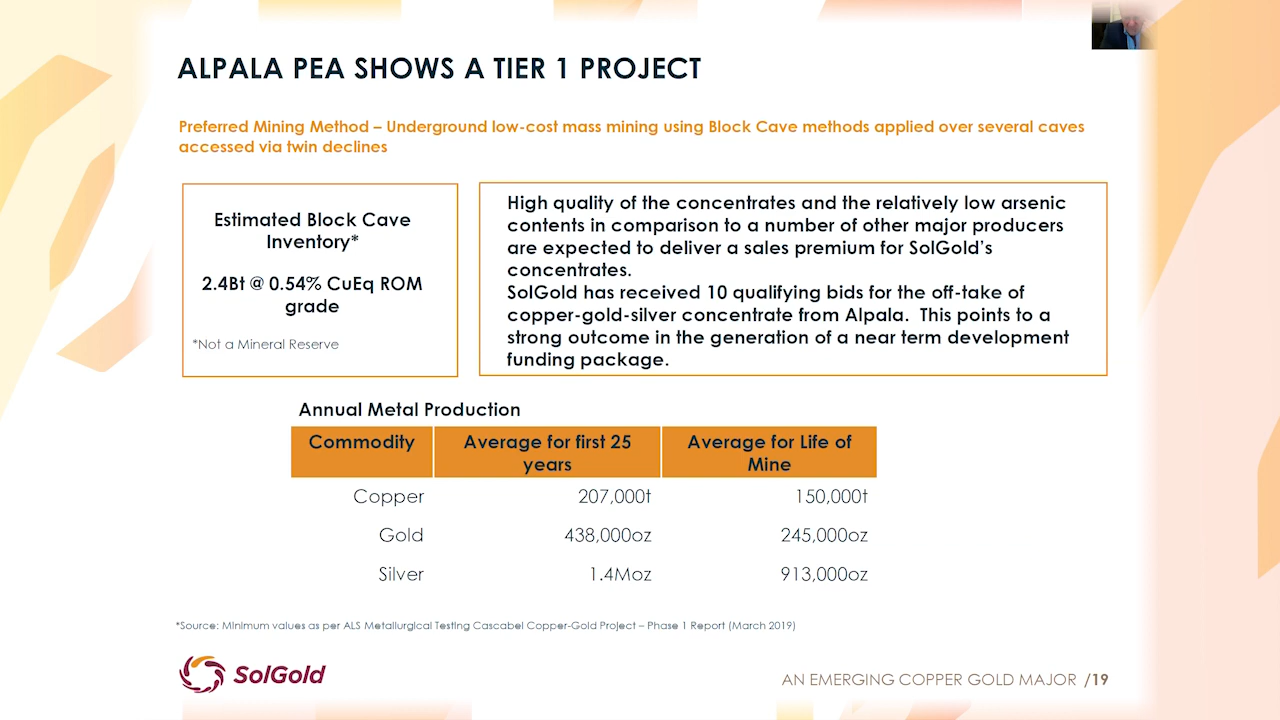 ALPALA PEA SHOWS A TIER 1 PROJECT
Preferred Mining Method – Underground low-cost mass mining using Block Cave methods applied over several caves
accessed via twin declines
Estimated Block Cave
Inventory*
2.4Bt @ 0.54% CuEq ROM
grade
*Not a Mineral Reserve
High quality of the concentrates and the relatively low arsenic
contents in comparison to a number of other major producers
are expected to deliver a sales premium for SolGold's
concentrates.
SolGold has received 10 qualifying bids for the off-take of
copper-gold-silver concentrate from Alpala.  This points to a
strong outcome in the generation of a near term development
funding package.
Annual Metal Production
Commodity Average for first 25 years Average for Life of Mine
Copper 207,000t 150,000t
Gold 438,000oz 245,000oz
Silver 1.4Moz 913,000oz
*Source: Minimum values as per ALS Metallurgical Testing Cascabel Copper-Gold Project – Phase 1 Report (March 2019)
SolGold
AN EMERGING COPPER GOLD MAJOR /19